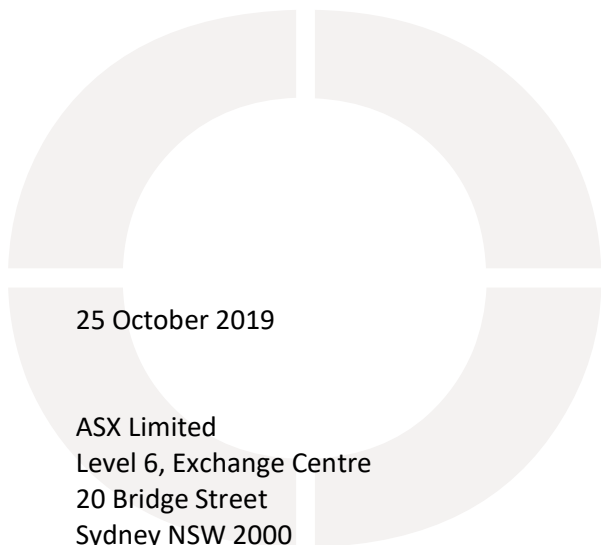 25 October 2019
ASX Limited
Level 6, Exchange Centre
20 Bridge Street
Sydney NSW 2000